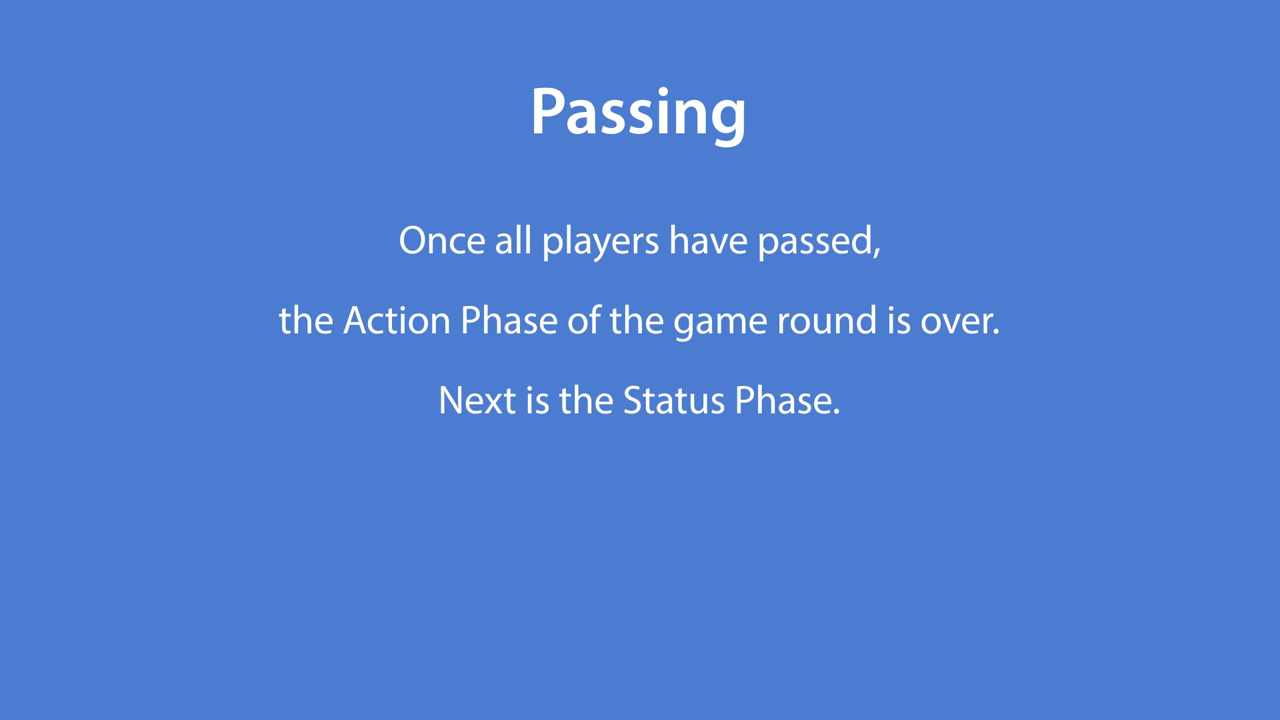 Passing
Once all players have passed,
the Action Phase of the game round is over.
Next is the Status Phase.